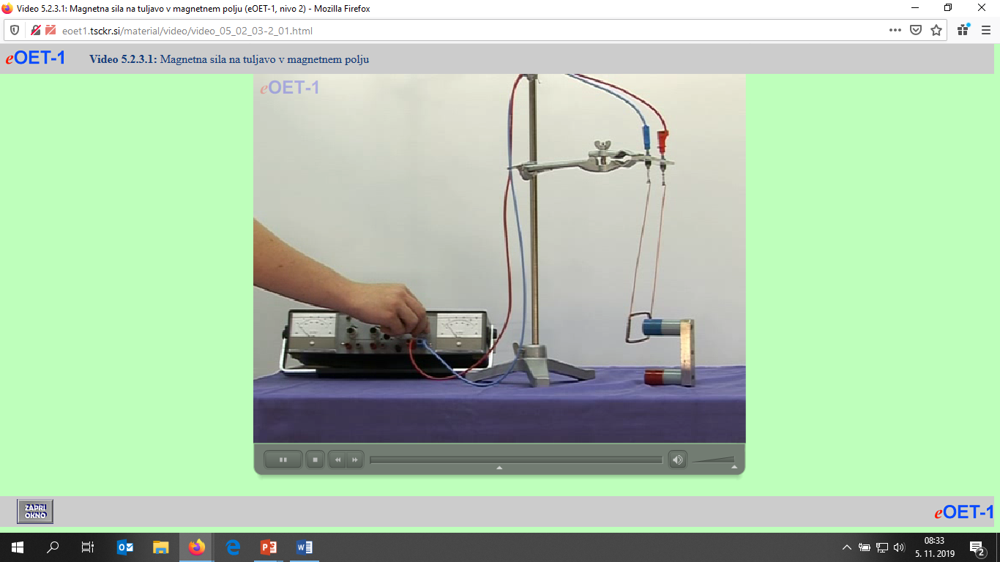 Video 5.2.3.1: Magnetna sila na tuljavo v magnetnem polju (eOET-1, nivo 2) - Mozilla Firefox
eoet1.tsckr.si/material/video/video_05_02_03-2_01.html
eOET-1 Video 5.2.3.1: Magnetna sila na tuljavo v magnetnem polju
eOET-1
ZAPRI
OKNO
eOET-1
08:33
5. 11. 2019
2